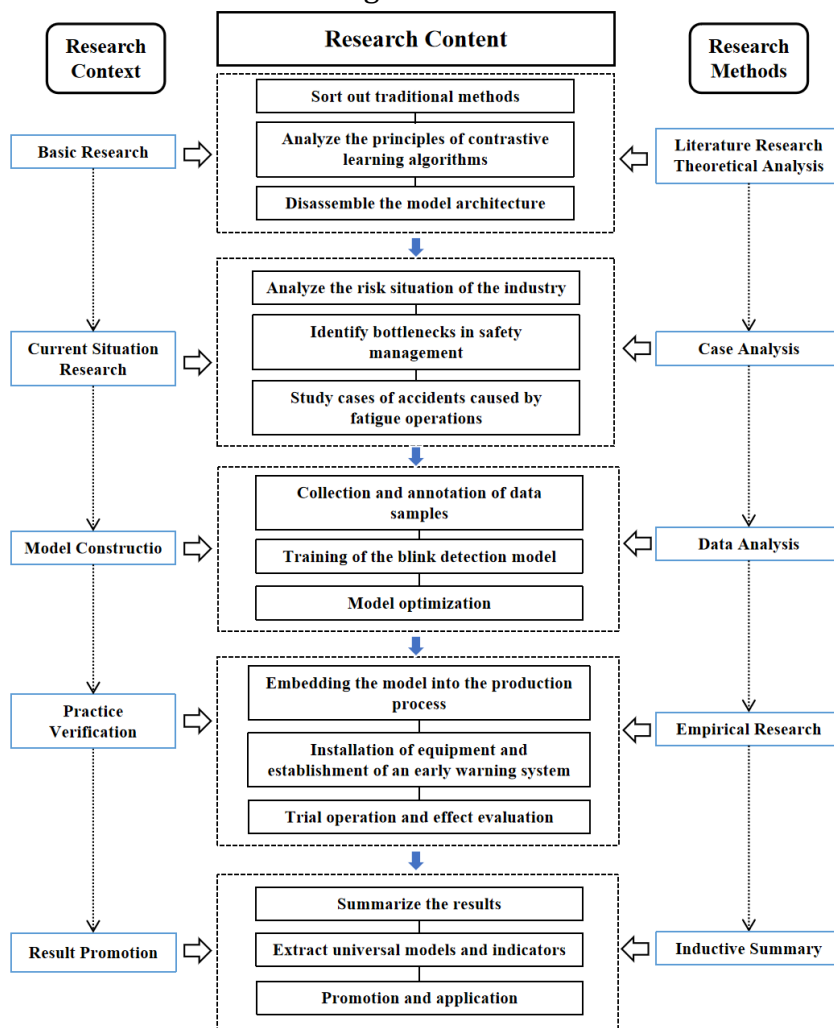 Research
Context
Research Content
Research
Methods
Sort out traditional methods
Basic Research
Analyze the principles of contrastive
learning algorithms
Literature Research
Theoretical Analysis
Disassemble the model architecture
Analyze the risk situation of the industry
Current Situation
Research
Identify bottlenecks in safety
management
Case Analysis
Study cases of accidents caused by
fatigue operations
Collection and annotation of data
samples
Model Constructio
Training of the blink detection model
Data Analysis
Model optimization
Embedding the model into the production
process
Practice
Verification
Installation of equipment and
establishment of an early warning system
Empirical Research
Trial operation and effect evaluation
Summarize the results
Result Promotion
Extract universal models and indicators
Inductive Summary
Promotion and application